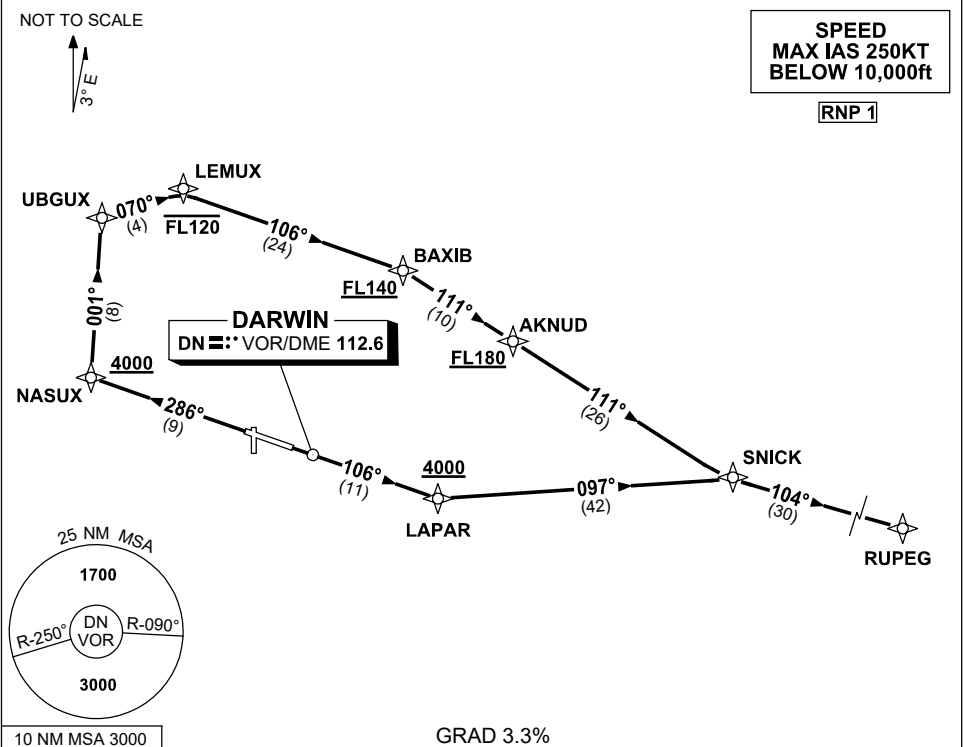 NOT TO SCALE
3° E
SPEED
MAX IAS 250KT
BELOW 10,000ft
RNP 1
LEMUX
UBGUX
070°
(4)
FL120
106°
(24)
BAXIB
FL140
111°
(10)
AKNUD
FL180
001°
(8)
DARWIN
DN VOR/DME 112.6
4000
NASUX
286°
(9)
111°
(26)
SNICK
106°
(11)
4000
LAPAR
097°
(42)
104°
(30)
RUPEG
25 NM MSA
1700
DN
VOR
R-250°
R-090°
3000
10 NM MSA 3000
GRAD 3.3%